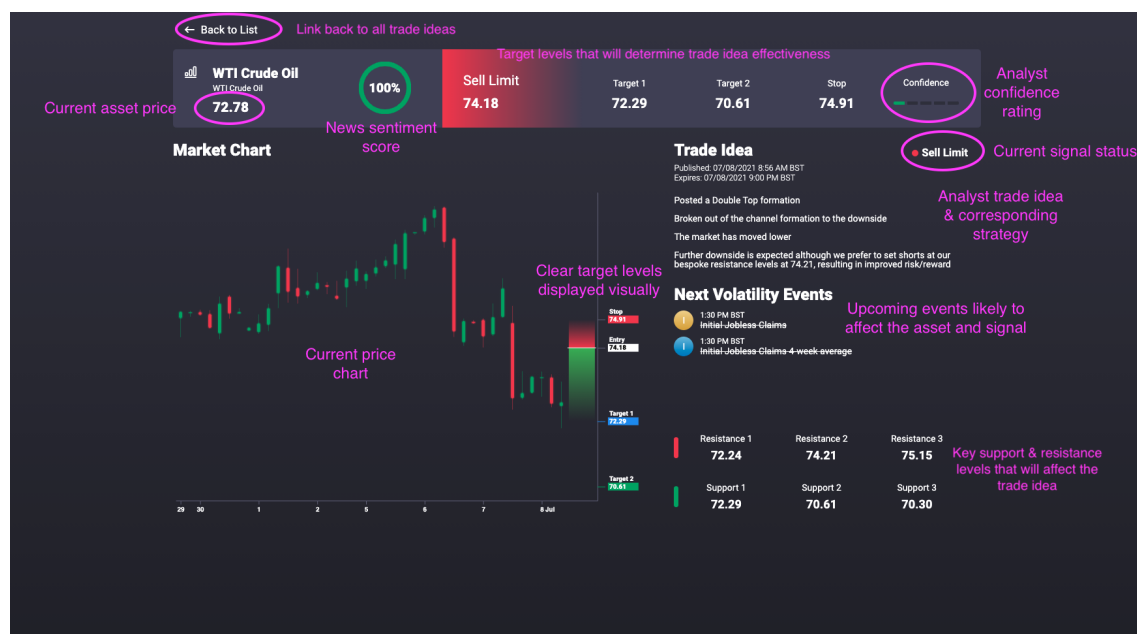 ← Back to List
Link back to all trade ideas
Target levels that will determine trade idea effectiveness
WTI Crude Oil
WTI Crude Oil
72.78
Current asset price
100%
News sentiment
score
Sell Limit
74.18
Target 1
72.29
Target 2
70.61
Stop
74.91
Confidence
Analyst
confidence
rating
Market Chart
Trade Idea
Published: 07/08/2021 8:56 AM BST
Expires: 07/08/2021 9:00 PM BST
Sell Limit
Current signal status
Posted a Double Top formation
Broken out of the channel formation to the downside
The market has moved lower
Further downside is expected although we prefer to set shorts at our
bespoke resistance levels at 74.21, resulting in improved risk/reward
Analyst trade idea
& corresponding
strategy
Clear target levels
displayed visually
Stop
74.91
Entry
74.18
Target 1
72.29
Target 2
70.61
Current price
chart
29 30 1 2 5 6 7 8 Jul
Next Volatility Events
I
1:30 PM BST
Initial Jobless Claims
I
1:30 PM BST
Initial Jobless Claims 4-week average
Upcoming events likely to
affect the asset and signal
Resistance 1
72.24
Resistance 2
74.21
Resistance 3
75.15
Support 1
72.29
Support 2
70.61
Support 3
70.30
Key support & resistance
levels that will affect the
trade idea